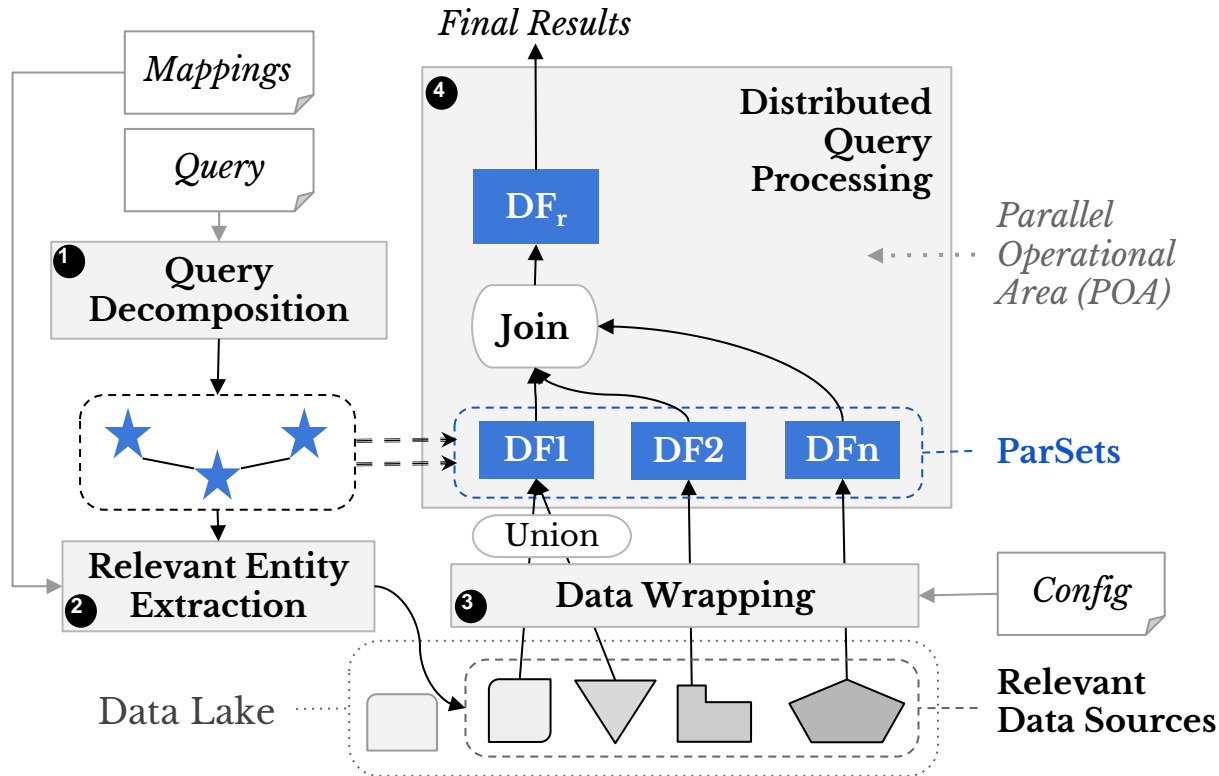 Final Results
Mappings
4
Distributed
Query
Processing
Query
DFr
Parallel
Operational
Area (POA)
1
Query
Decomposition
Join
DF1
DF2
DFn
ParSets
Union
Relevant Entity
Extraction
2
3
Data Wrapping
Config
Data Lake
Relevant
Data Sources